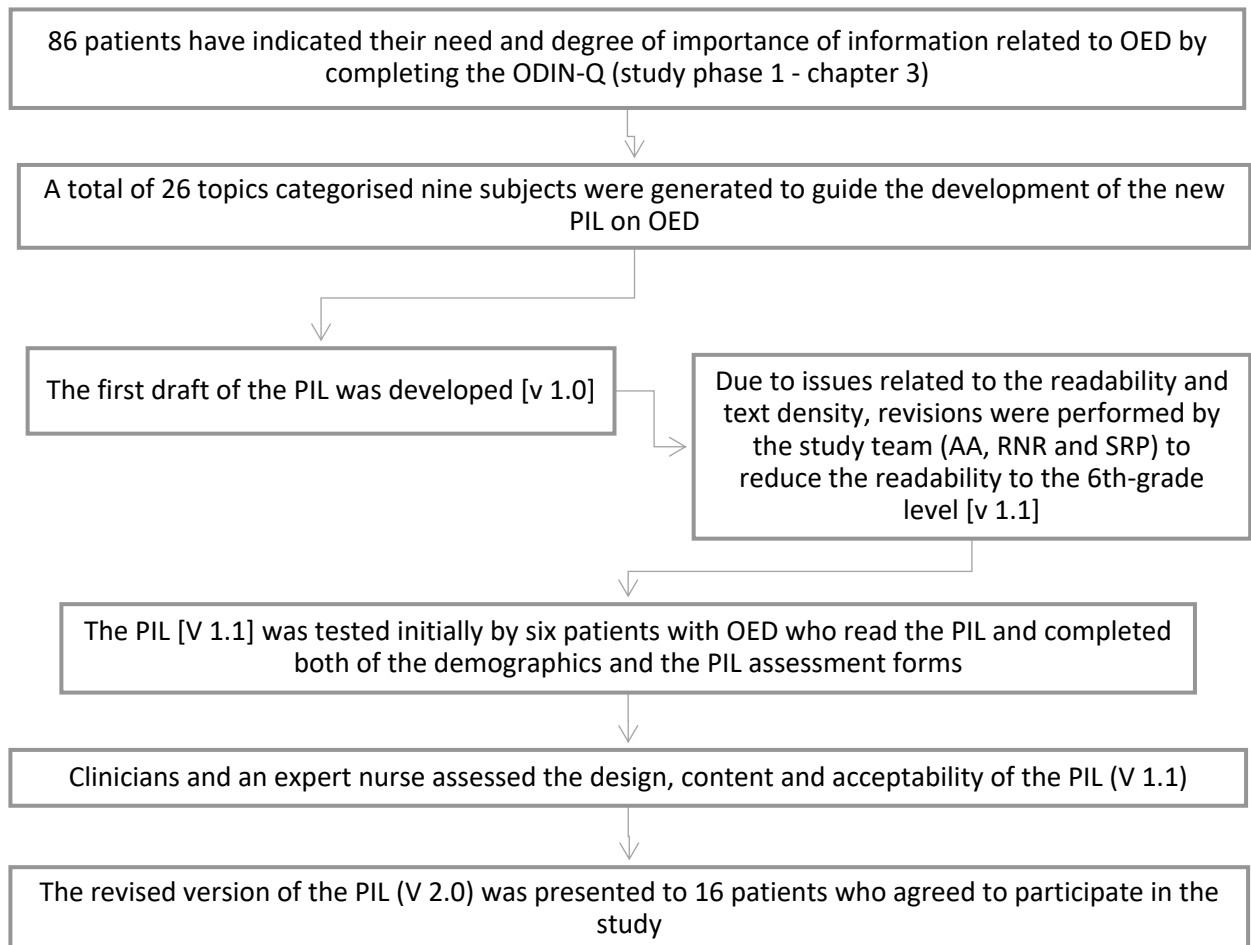 86 patients have indicated their need and degree of importance of information related to OED by
completing the ODIN-Q (study phase 1 - chapter 3)
A total of 26 topics categorised nine subjects were generated to guide the development of the new
PIL on OED
The first draft of the PIL was developed [v 1.0]
Due to issues related to the readability and
text density, revisions were performed by
the study team (AA, RNR and SRP) to
reduce the readability to the 6th-grade
level [v 1.1]
The PIL [V 1.1] was tested initially by six patients with OED who read the PIL and completed
both of the demographics and the PIL assessment forms
Clinicians and an expert nurse assessed the design, content and acceptability of the PIL (V 1.1)
The revised version of the PIL (V 2.0) was presented to 16 patients who agreed to participate in the
study